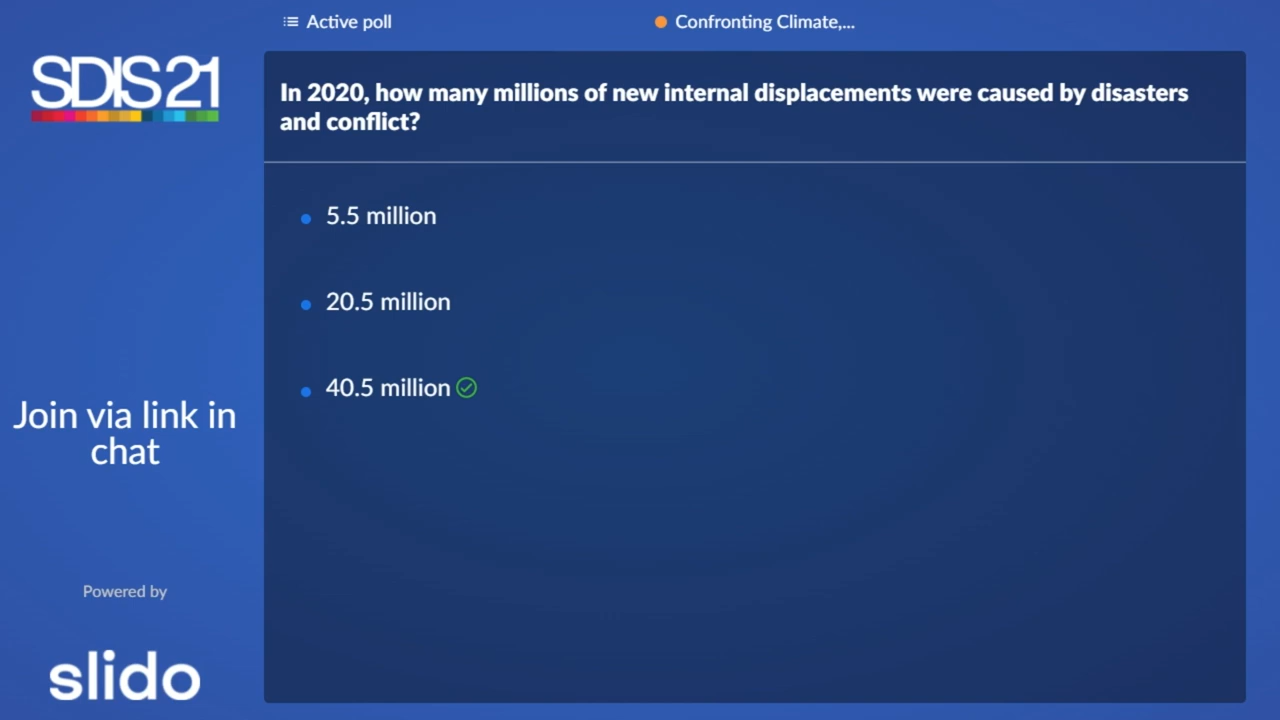 Active poll
Confronting Climate,...
SDIS21
In 2020, how many millions of new internal displacements were caused by disasters
and conflict?
5.5 million
20.5 million
40.5 million
Join via link in
chat
Powered by
slido